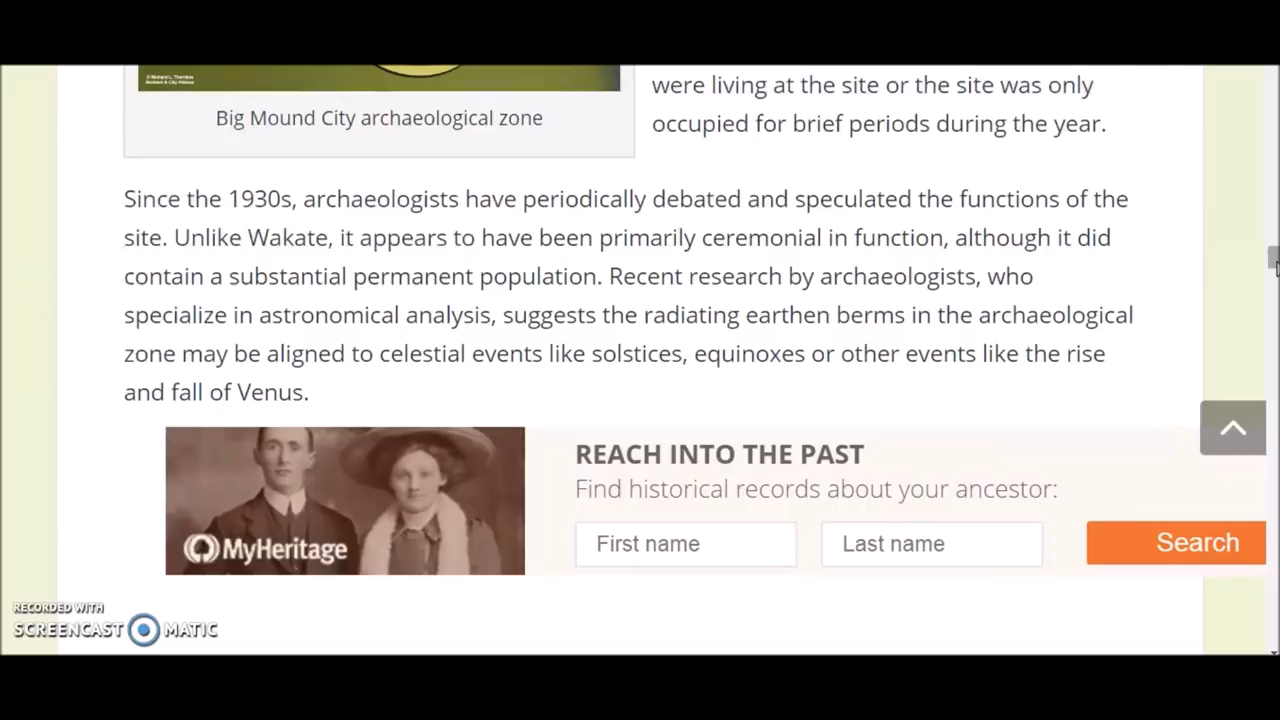 © Richard L. Thornton
Big Mound City archaeological zone
were living at the site or the site was only
occupied for brief periods during the year.
Since the 1930s, archaeologists have periodically debated and speculated the functions of the
site. Unlike Wakate, it appears to have been primarily ceremonial in function, although it did
contain a substantial permanent population. Recent research by archaeologists, who
specialize in astronomical analysis, suggests the radiating earthen berms in the archaeological
zone may be aligned to celestial events like solstices, equinoxes or other events like the rise
and fall of Venus.
MyHeritage
REACH INTO THE PAST
Find historical records about your ancestor:
First name
Last name
Search
RECORDED WITH
SCREENCAST MATIC